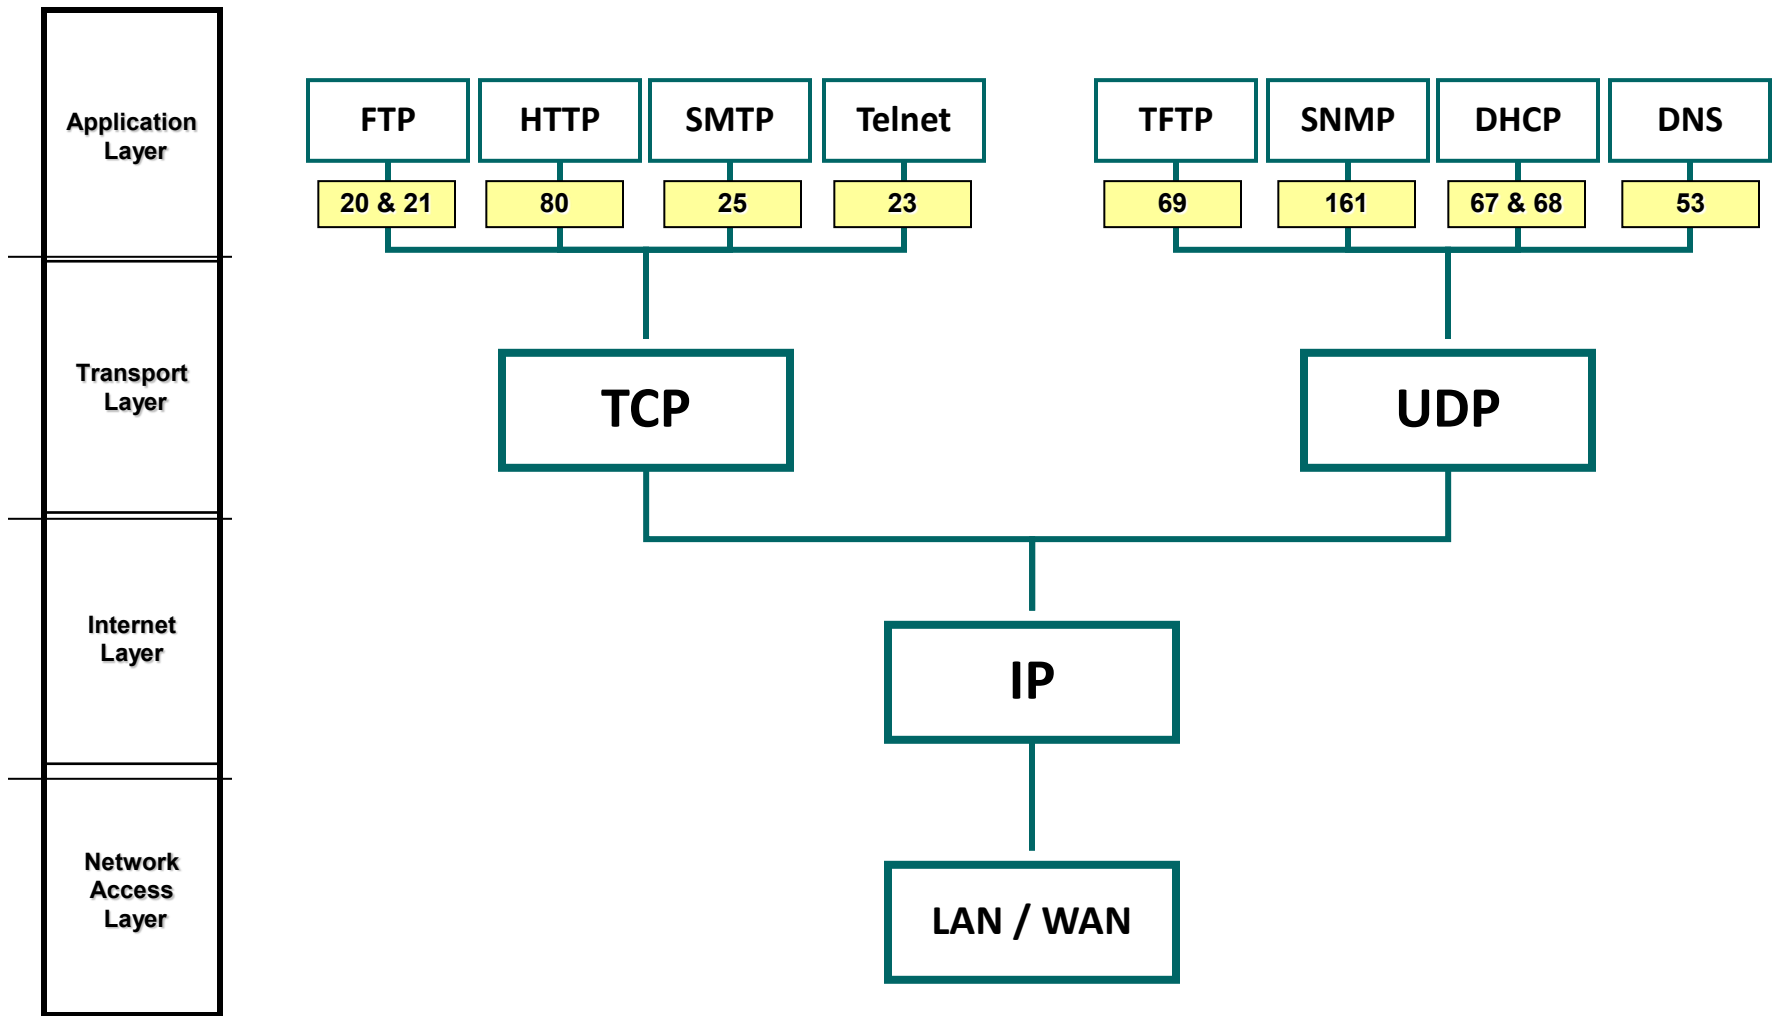 Application
Layer
FTP
HTTP
SMTP
Telnet
TFTP
SNMP
DHCP
DNS
20 & 21
80
25
23
69
161
67 & 68
53
Transport
Layer
TCP
UDP
Internet
Layer
IP
Network
Access
Layer
LAN / WAN